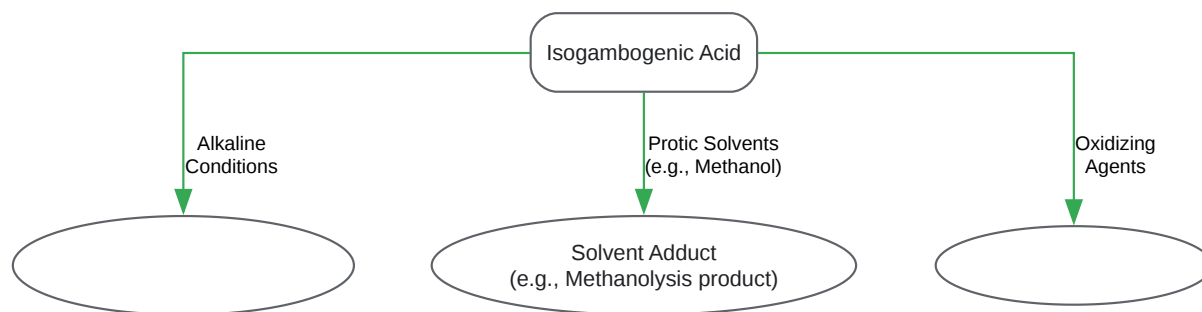 Isogambogenic Acid
Alkaline
Conditions
Protic Solvents
(e.g., Methanol)
Oxidizing
Agents
Solvent Adduct
(e.g., Methanolysis product)